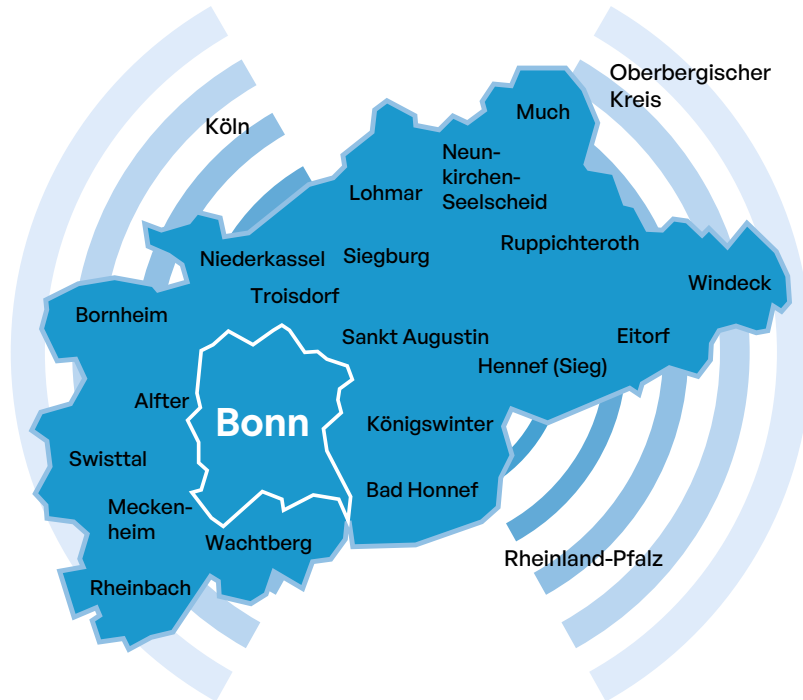 Oberbergischer
Kreis
Much
Köln
Neun-
kirchen-
Seelscheid
Lohmar
Ruppichteroth
Niederkassel
Siegburg
Windeck
Troisdorf
Bornheim
Sankt Augustin
Eitorf
Hennef (Sieg)
Alfter
Bonn
Königswinter
Swisttal
Bad Honnef
Mecken-
heim
Wachtberg
Rheinland-Pfalz
Rheinbach